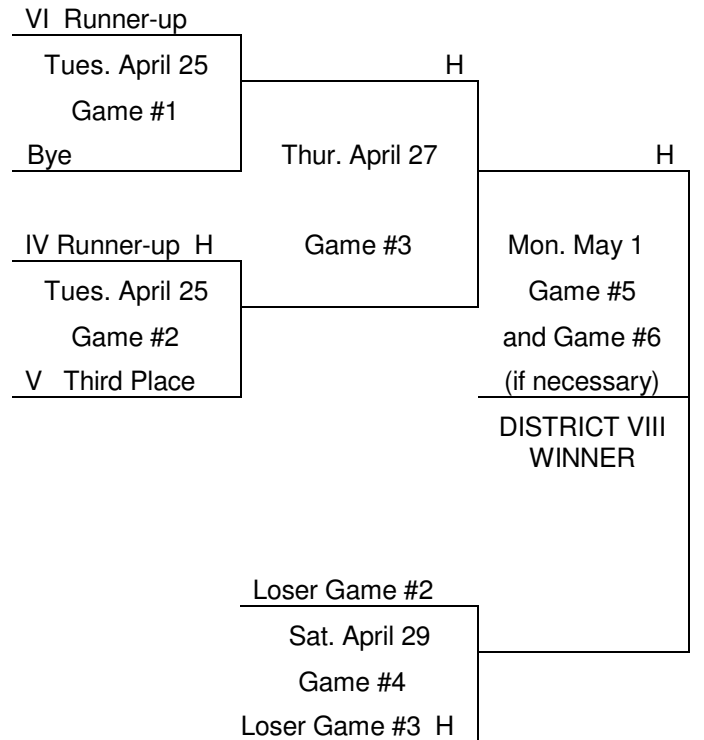 VI Runner-up
Tues. April 25
Game #1
Bye
H
Thur. April 27
Game #3
H
IV Runner-up H
Tues. April 25
Game #2
V Third Place
Mon. May 1
Game #5
and Game #6
(if necessary)
DISTRICT VIII
WINNER
Loser Game #2
Sat. April 29
Game #4
Loser Game #3 H